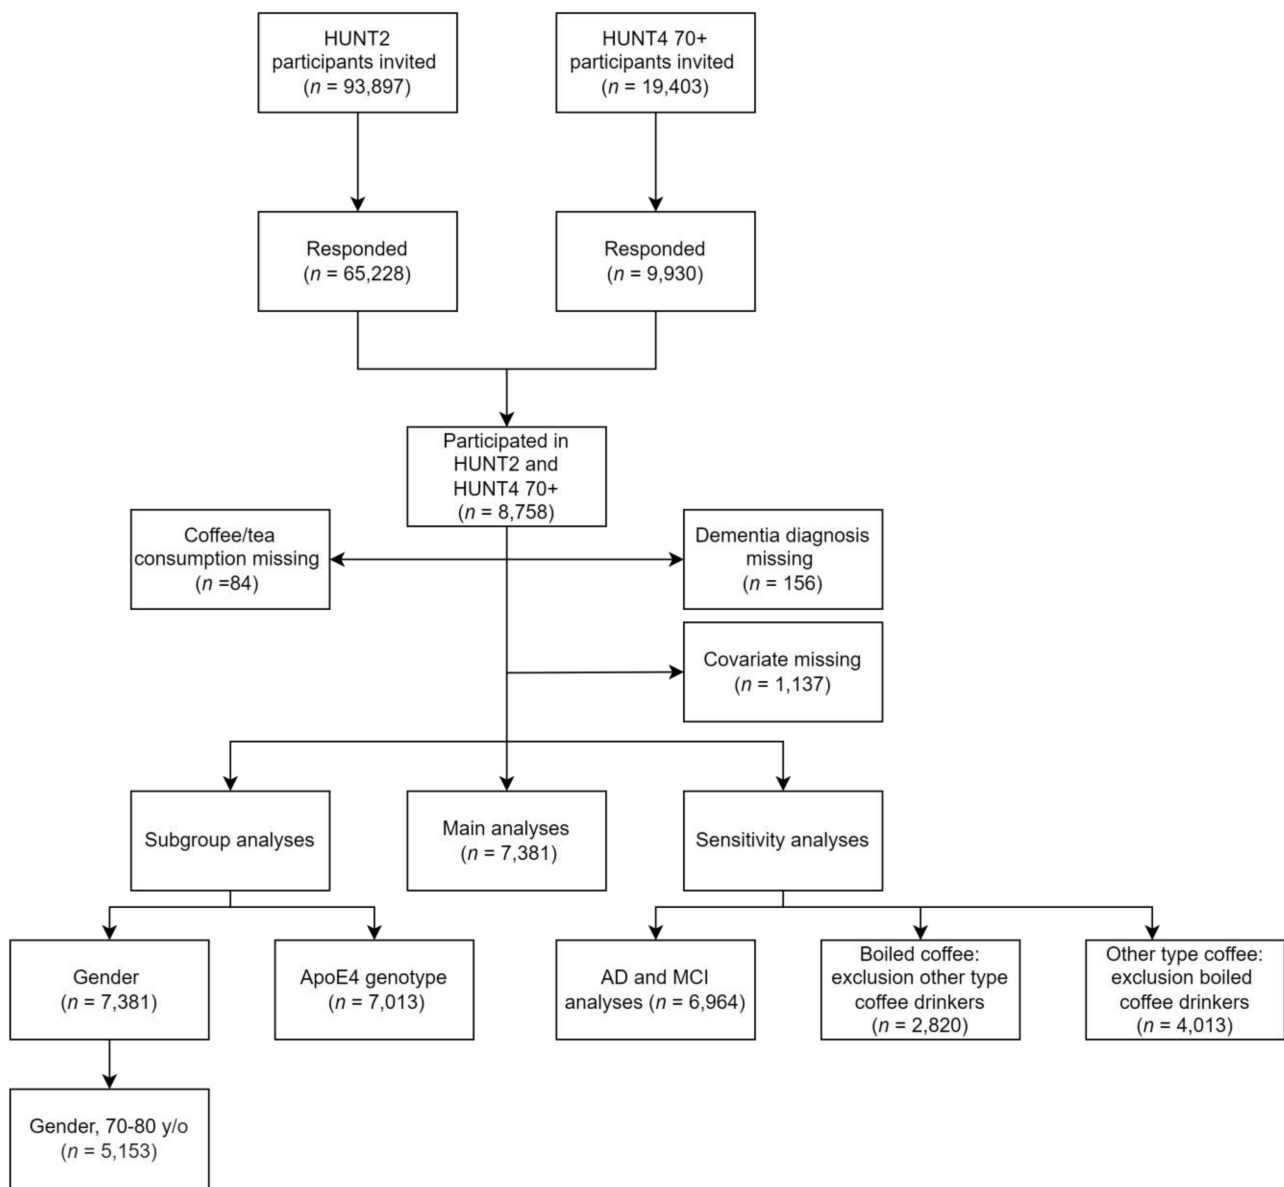 HUNT2
participants invited
(n = 93,897)
HUNT4 70+
participants invited
(n = 19,403)
Responded
(n = 65,228)
Responded
(n = 9,930)
Participated in
HUNT2 and
HUNT4 70+
(n = 8,758)
Coffee/tea
consumption missing
(n =84)
Dementia diagnosis
missing
(n = 156)
Covariate missing
(n = 1,137)
Subgroup analyses
Main analyses
(n = 7,381)
Sensitivity analyses
Gender
(n = 7,381)
ApoE4 genotype
(n = 7,013)
AD and MCI
analyses (n = 6,964)
Boiled coffee:
exclusion other type
coffee drinkers
(n = 2,820)
Other type coffee:
exclusion boiled
coffee drinkers
(n = 4,013)
Gender, 70-80 y/o
(n = 5,153)